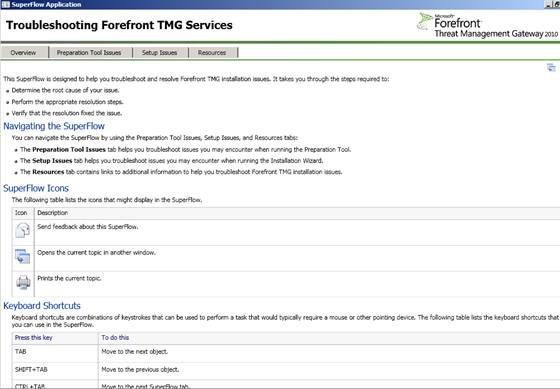 SuperFlow Application
Troubleshooting Forefront TMG Services
Microsoft
Forefront
Threat Management Gateway 2010
Overview
Preparation Tool Issues
Setup Issues
Resources
This SuperFlow is designed to help you troubleshoot and resolve Forefront TMG installation issues. It takes you through the steps required to:
Determine the root cause of your issue.
Perform the appropriate resolution steps.
Verify that the resolution fixed the issue.
Navigating the SuperFlow
You can navigate the SuperFlow by using the Preparation Tool Issues, Setup Issues, and Resources tabs:
The Preparation Tool Issues tab helps you troubleshoot issues you may encounter when running the Preparation Tool.
The Setup Issues tab helps you troubleshoot issues you may encounter when running the Installation Wizard.
The Resources tab contains links to additional information to help you troubleshoot Forefront TMG installation issues.
SuperFlow Icons
The following table lists the icons that might display in the SuperFlow.
Icon Description
Send feedback about this SuperFlow.
Opens the current topic in another window.
Prints the current topic.
Keyboard Shortcuts
Keyboard shortcuts are combinations of keystrokes that can be used to perform a task that would typically require a mouse or other pointing device. The following table lists the keyboard shortcuts that
you can use in the SuperFlow.
Press this key To do this
TAB Move to the next object.
SHIFT+TAB Move to the previous object.
CTRL+TAB Move to the next SuperFlow tab.